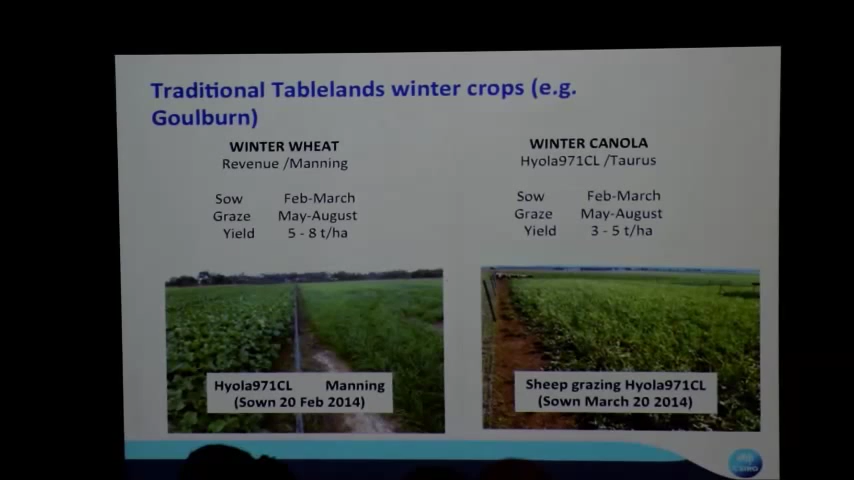 Traditional Tablelands winter crops (e.g.
Goulburn)
WINTER WHEAT
Revenue /Manning
Sow Feb-March
Graze May-August
Yield 5 - 8 t/ha
WINTER CANOLA
Hyola971CL /Taurus
Sow Feb-March
Graze May-August
Yield 3 - 5 t/ha
Hyola971CL Manning
(Sown 20 Feb 2014)
Sheep grazing Hyola971CL
(Sown March 20 2014)
CSIRO